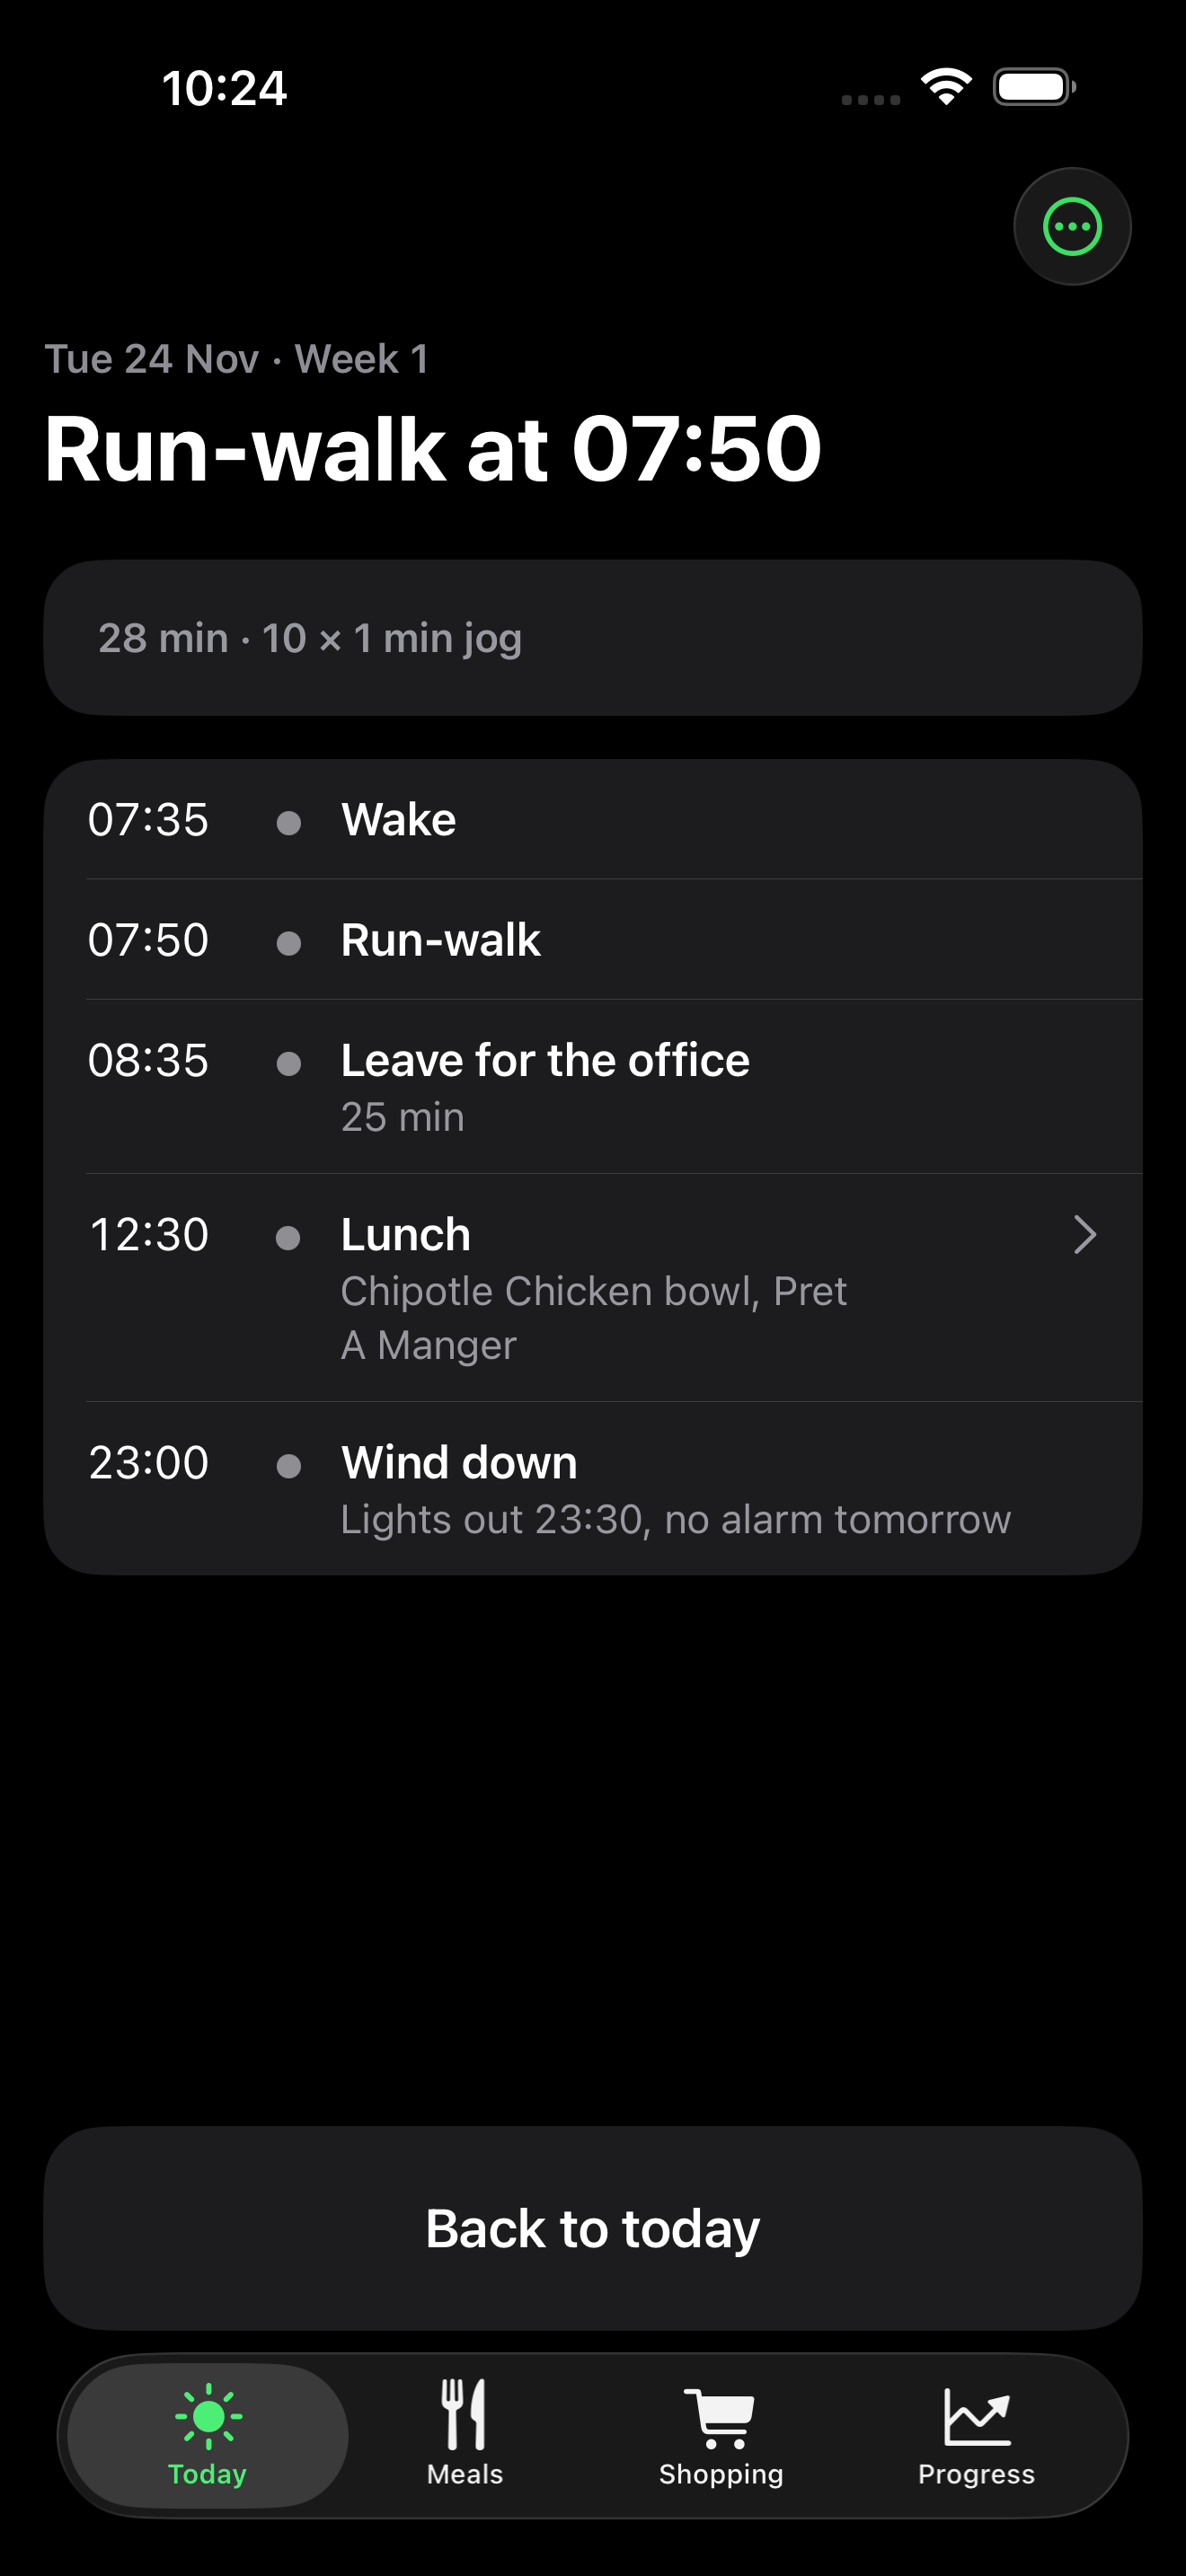 10:24
Tue 24 Nov · Week 1
Run-walk at 07:50
28 min · 10 × 1 min jog
07:35 Wake
07:50 Run-walk
08:35 Leave for the office
25 min
12:30 Lunch
Chipotle Chicken bowl, Pret
A Manger
23:00 Wind down
Lights out 23:30, no alarm tomorrow
Back to today
Today Meals Shopping Progress